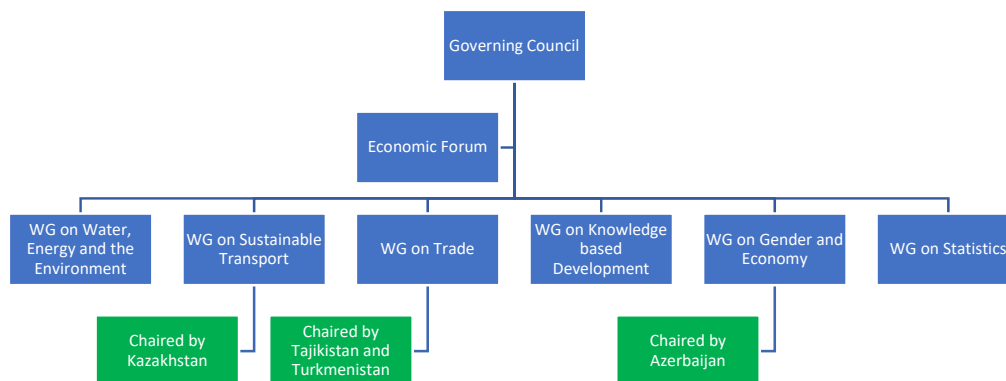 Governing Council
Economic Forum
WG on Water,
Energy and the
Environment
WG on Sustainable
Transport
WG on Trade
WG on Knowledge
based
Development
WG on Gender and
Economy
WG on Statistics
Chaired by
Kazakhstan
Chaired by
Tajikistan and
Turkmenistan
Chaired by
Azerbaijan